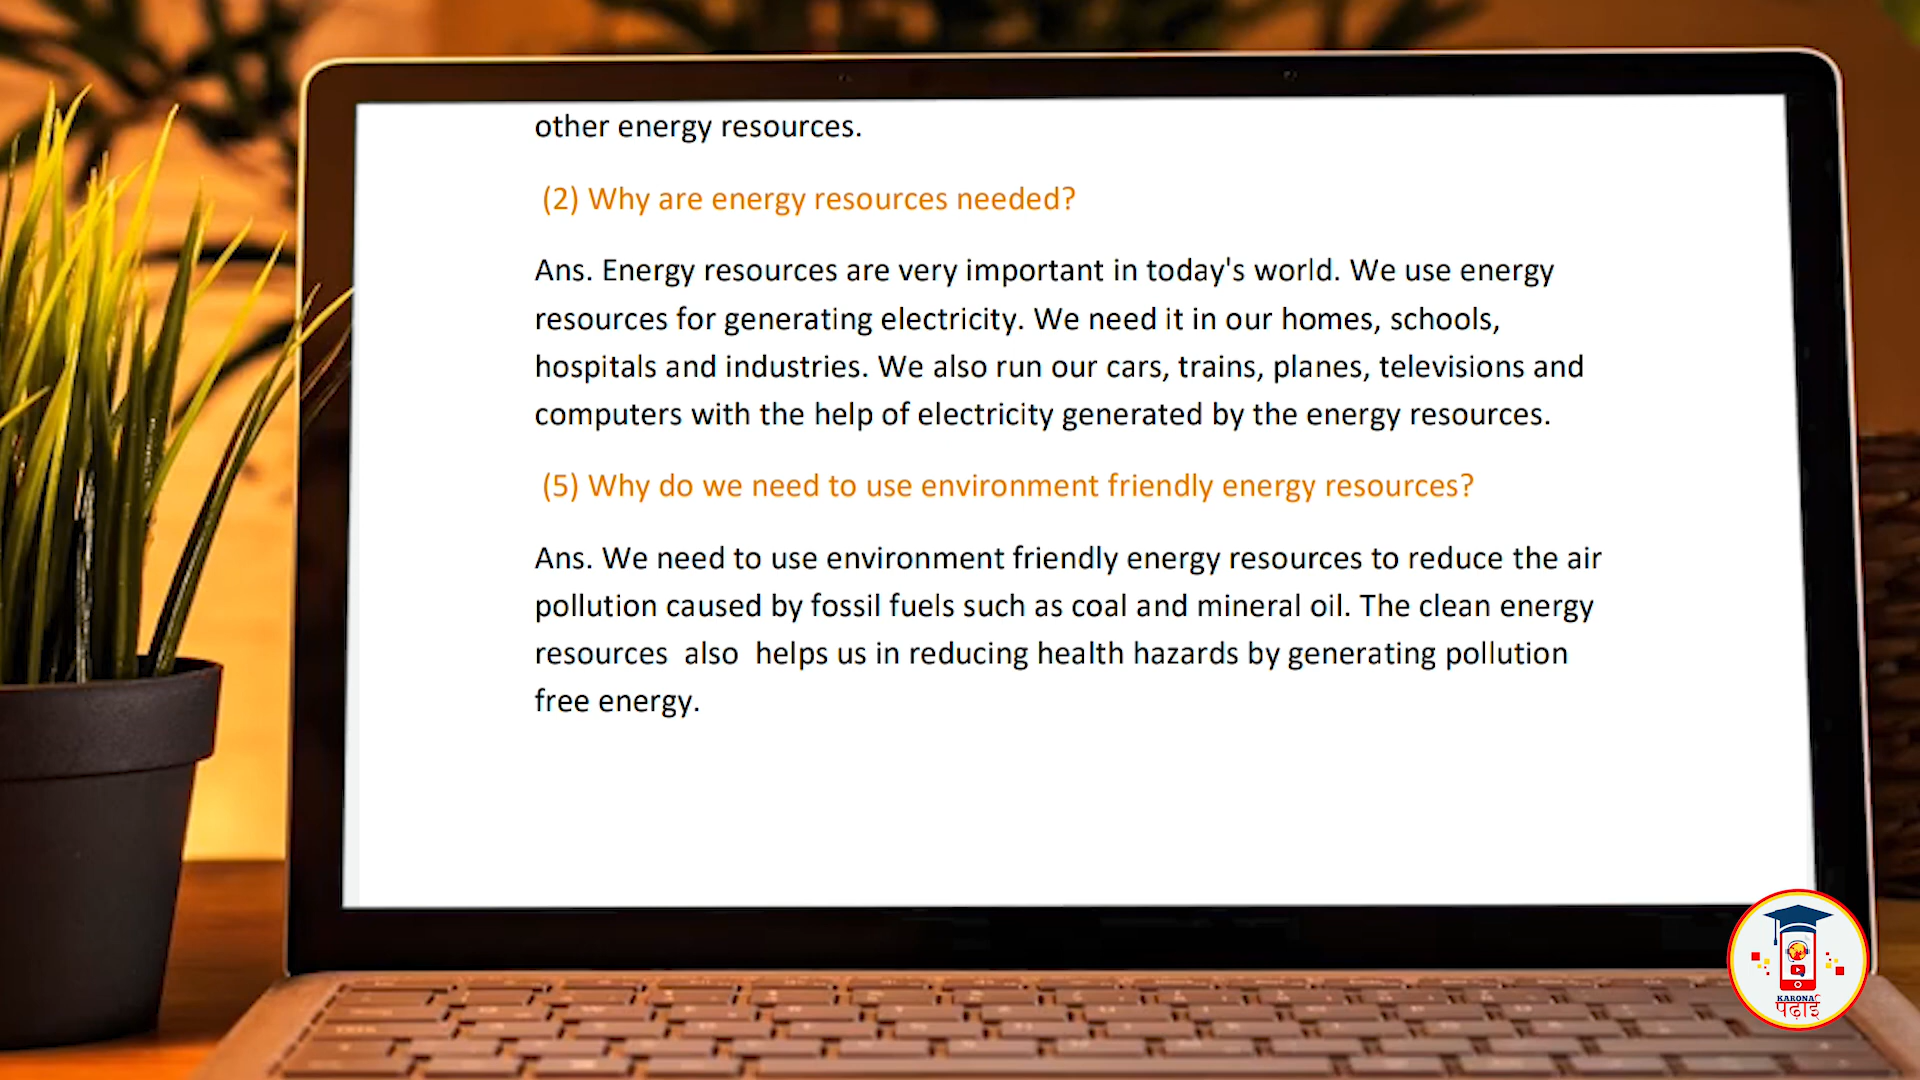 other energy resources.
(2) Why are energy resources needed?
Ans. Energy resources are very important in today's world. We use energy
resources for generating electricity. We need it in our homes, schools,
hospitals and industries. We also run our cars, trains, planes, televisions and
computers with the help of electricity generated by the energy resources.
(5) Why do we need to use environment friendly energy resources?
Ans. We need to use environment friendly energy resources to reduce the air
pollution caused by fossil fuels such as coal and mineral oil. The clean energy
resources  also  helps us in reducing health hazards by generating pollution
free energy.
KARONA
पढ़ाई